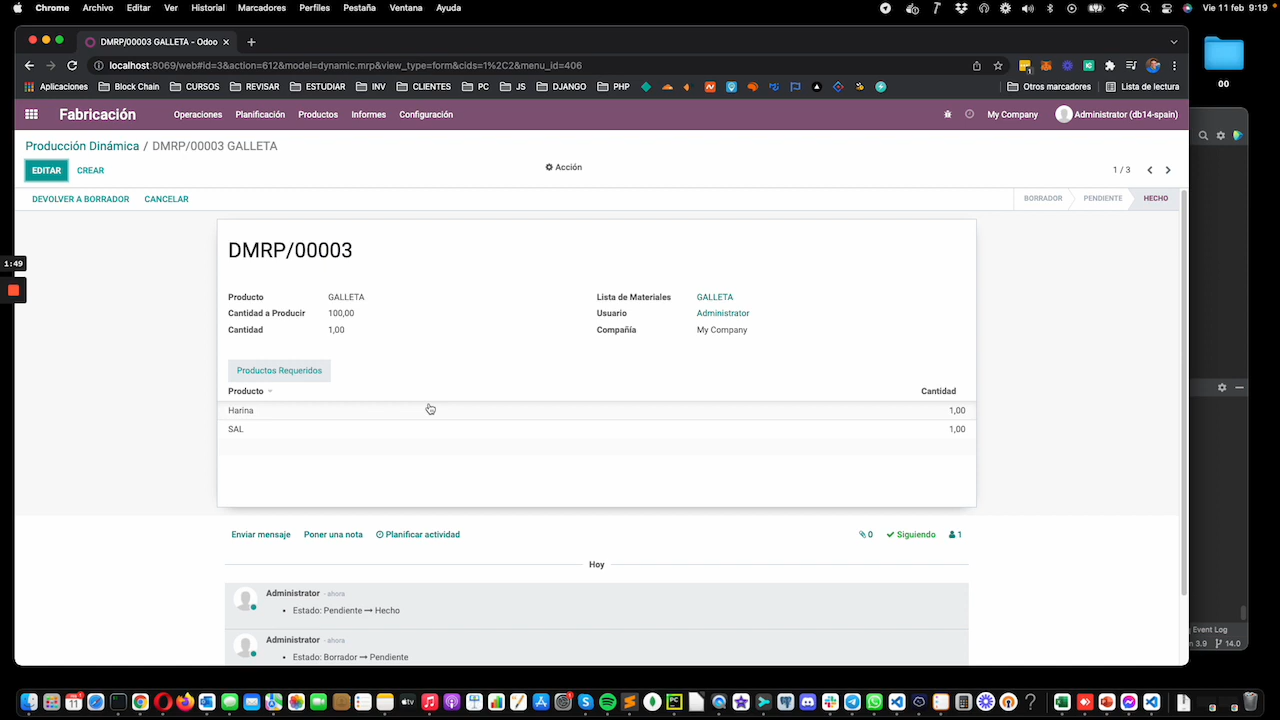 Chrome Archivo Editar Ver Historial Marcadores Perfiles Pestaña Ventana Ayuda Vie 11 feb 9:19
DMRP/00003 GALLETA - Odoo
localhost:8069/web#id=3&action=612&model=dynamic.mrp&view_type=form&cids=1%2C2&menu_id=406
Aplicaciones Block Chain CURSOS REVISAR ESTUDIAR INV CLIENTES PC AWS DJANGO PHP Otros marcadores Lista de lectura
00
Fabricación Operaciones Planificación Productos Informes Configuración My Company Administrator (db14-spain)
Producción Dinámica / DMRP/00003 GALLETA
EDITAR CREAR Acción 1 / 3
DEVOLVER A BORRADOR CANCELAR BORRADOR PENDIENTE HECHO
DMRP/00003
1:49
Producto GALLETA Lista de Materiales GALLETA
Cantidad a Producir 100,00 Usuario Administrator
Cantidad 1,00 Compañía My Company
Productos Requeridos
Producto Cantidad
Harina 1,00
SAL 1,00
Enviar mensaje Poner una nota Planificar actividad 0 Siguiendo 1
Hoy
Administrator - ahora
• Estado: Pendiente → Hecho
Administrator - ahora
• Estado: Borrador → Pendiente
Event Log
3.9 14.0